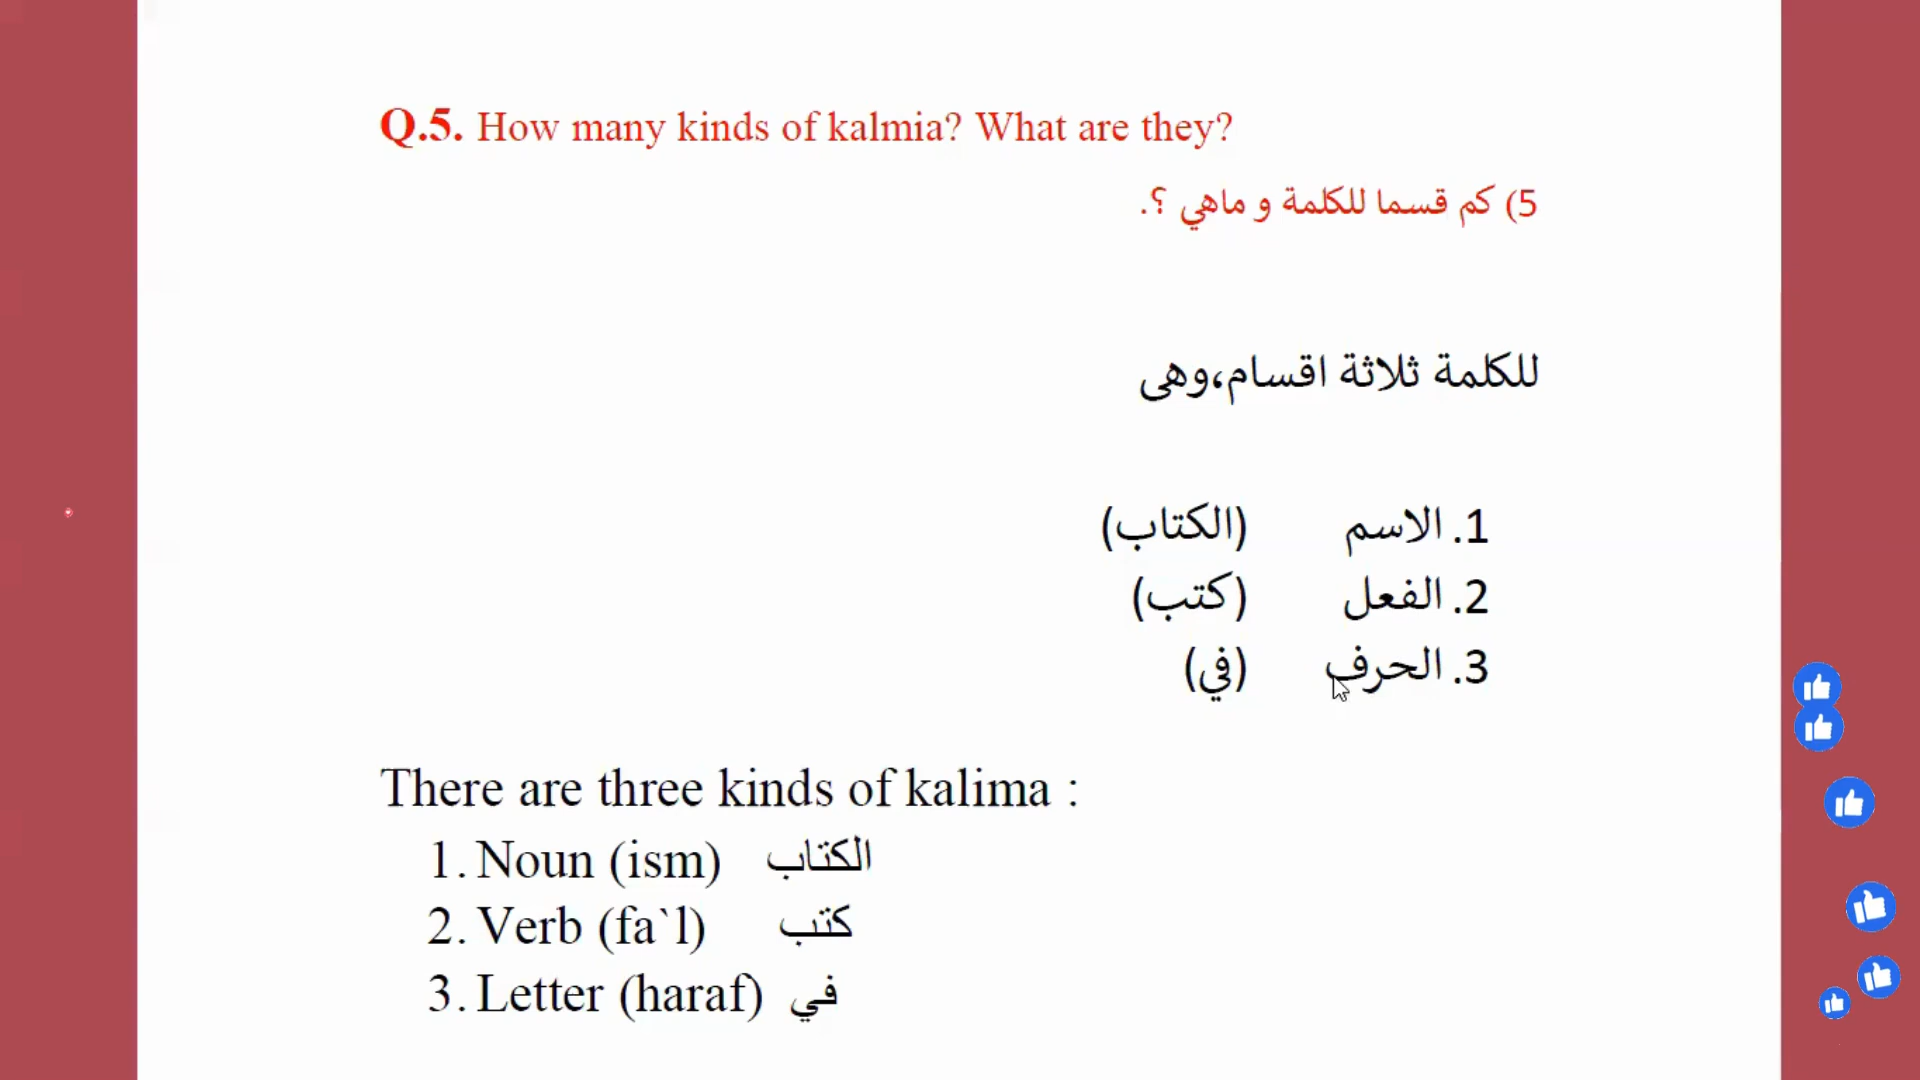 Q.5. How many kinds of kalmia? What are they?
5) كم قسما للكلمة و ماهي ؟.
للكلمة ثلاثة اقسام،وهى
1. الاسم (الكتاب)
2. الفعل (كتب)
3. الحرف (في)
There are three kinds of kalima :
1. Noun (ism) الكتاب
2. Verb (fa`l) كتب
3. Letter (haraf) في